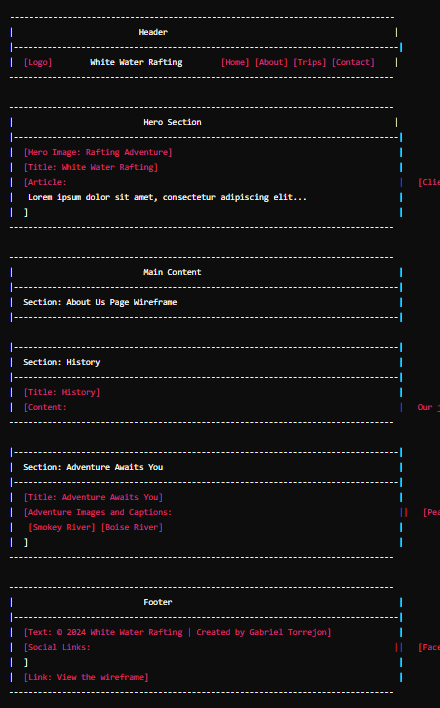 --------------------------------------------------------------------------------
|                          Header                                               |
|--------------------------------------------------------------------------------|
|  [Logo]        White Water Rafting        [Home] [About] [Trips] [Contact]    |
--------------------------------------------------------------------------------
--------------------------------------------------------------------------------
|                           Hero Section                                        |
|--------------------------------------------------------------------------------|
|  [Hero Image: Rafting Adventure]                                               |
|  [Title: White Water Rafting]                                                  |
|  [Article:                                                                     |   [Clie
|   Lorem ipsum dolor sit amet, consectetur adipiscing elit...                   |
|  ]                                                                             |
--------------------------------------------------------------------------------
--------------------------------------------------------------------------------
|                           Main Content                                         |
|--------------------------------------------------------------------------------|
|  Section: About Us Page Wireframe                                              |
|--------------------------------------------------------------------------------|
|--------------------------------------------------------------------------------|
|  Section: History                                                              |
|--------------------------------------------------------------------------------|
|  [Title: History]                                                              |
|  [Content:                                                                     |   Our j
--------------------------------------------------------------------------------
|--------------------------------------------------------------------------------|
|  Section: Adventure Awaits You                                                 |
|--------------------------------------------------------------------------------|
|  [Title: Adventure Awaits You]                                                 |
|  [Adventure Images and Captions:                                               ||   [Pea
|   [Smokey River] [Boise River]                                                 |
|  ]                                                                             |
--------------------------------------------------------------------------------
--------------------------------------------------------------------------------
|                           Footer                                               |
|--------------------------------------------------------------------------------|
|  [Text: © 2024 White Water Rafting | Created by Gabriel Torrejon]              |
|  [Social Links:                                                               ||   [Face
|  ]                                                                             |
|  [Link: View the wireframe]                                                    |
--------------------------------------------------------------------------------